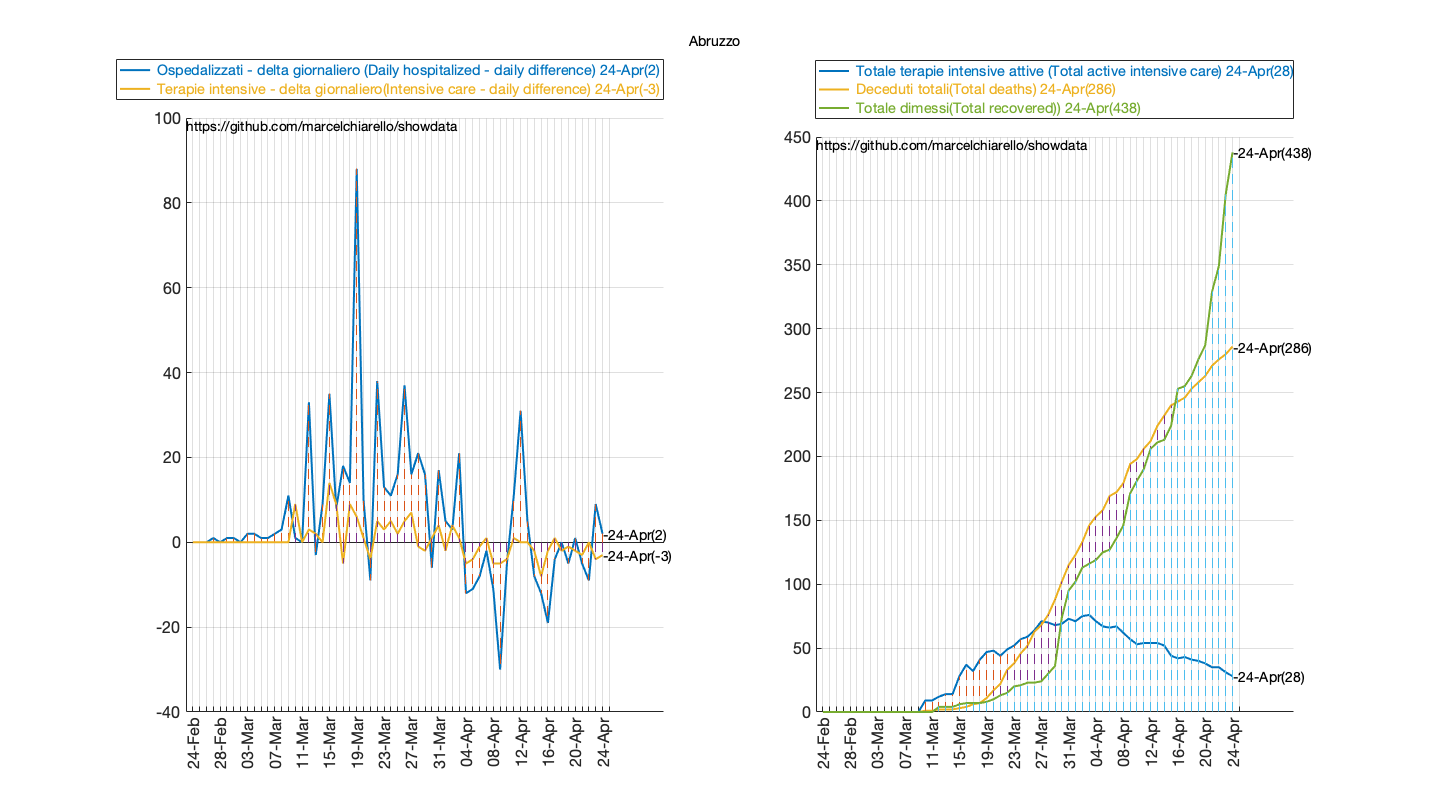 Abruzzo
Ospedalizzati - delta giornaliero (Daily hospitalized - daily difference) 24-Apr(2)
Terapie intensive - delta giornaliero(Intensive care - daily difference) 24-Apr(-3)
https://github.com/marcelchiarello/showdata
100
80
60
40
20
0
-20
-40
-24-Apr(2)
-24-Apr(-3)
24-Feb
28-Feb
03-Mar
07-Mar
11-Mar
15-Mar
19-Mar
23-Mar
27-Mar
31-Mar
04-Apr
08-Apr
12-Apr
16-Apr
20-Apr
24-Apr
Totale terapie intensive attive (Total active intensive care) 24-Apr(28)
Deceduti totali(Total deaths) 24-Apr(286)
Totale dimessi(Total recovered)) 24-Apr(438)
https://github.com/marcelchiarello/showdata
450
400
350
300
250
200
150
100
50
0
-24-Apr(438)
-24-Apr(286)
-24-Apr(28)
24-Feb
28-Feb
03-Mar
07-Mar
11-Mar
15-Mar
19-Mar
23-Mar
27-Mar
31-Mar
04-Apr
08-Apr
12-Apr
16-Apr
20-Apr
24-Apr